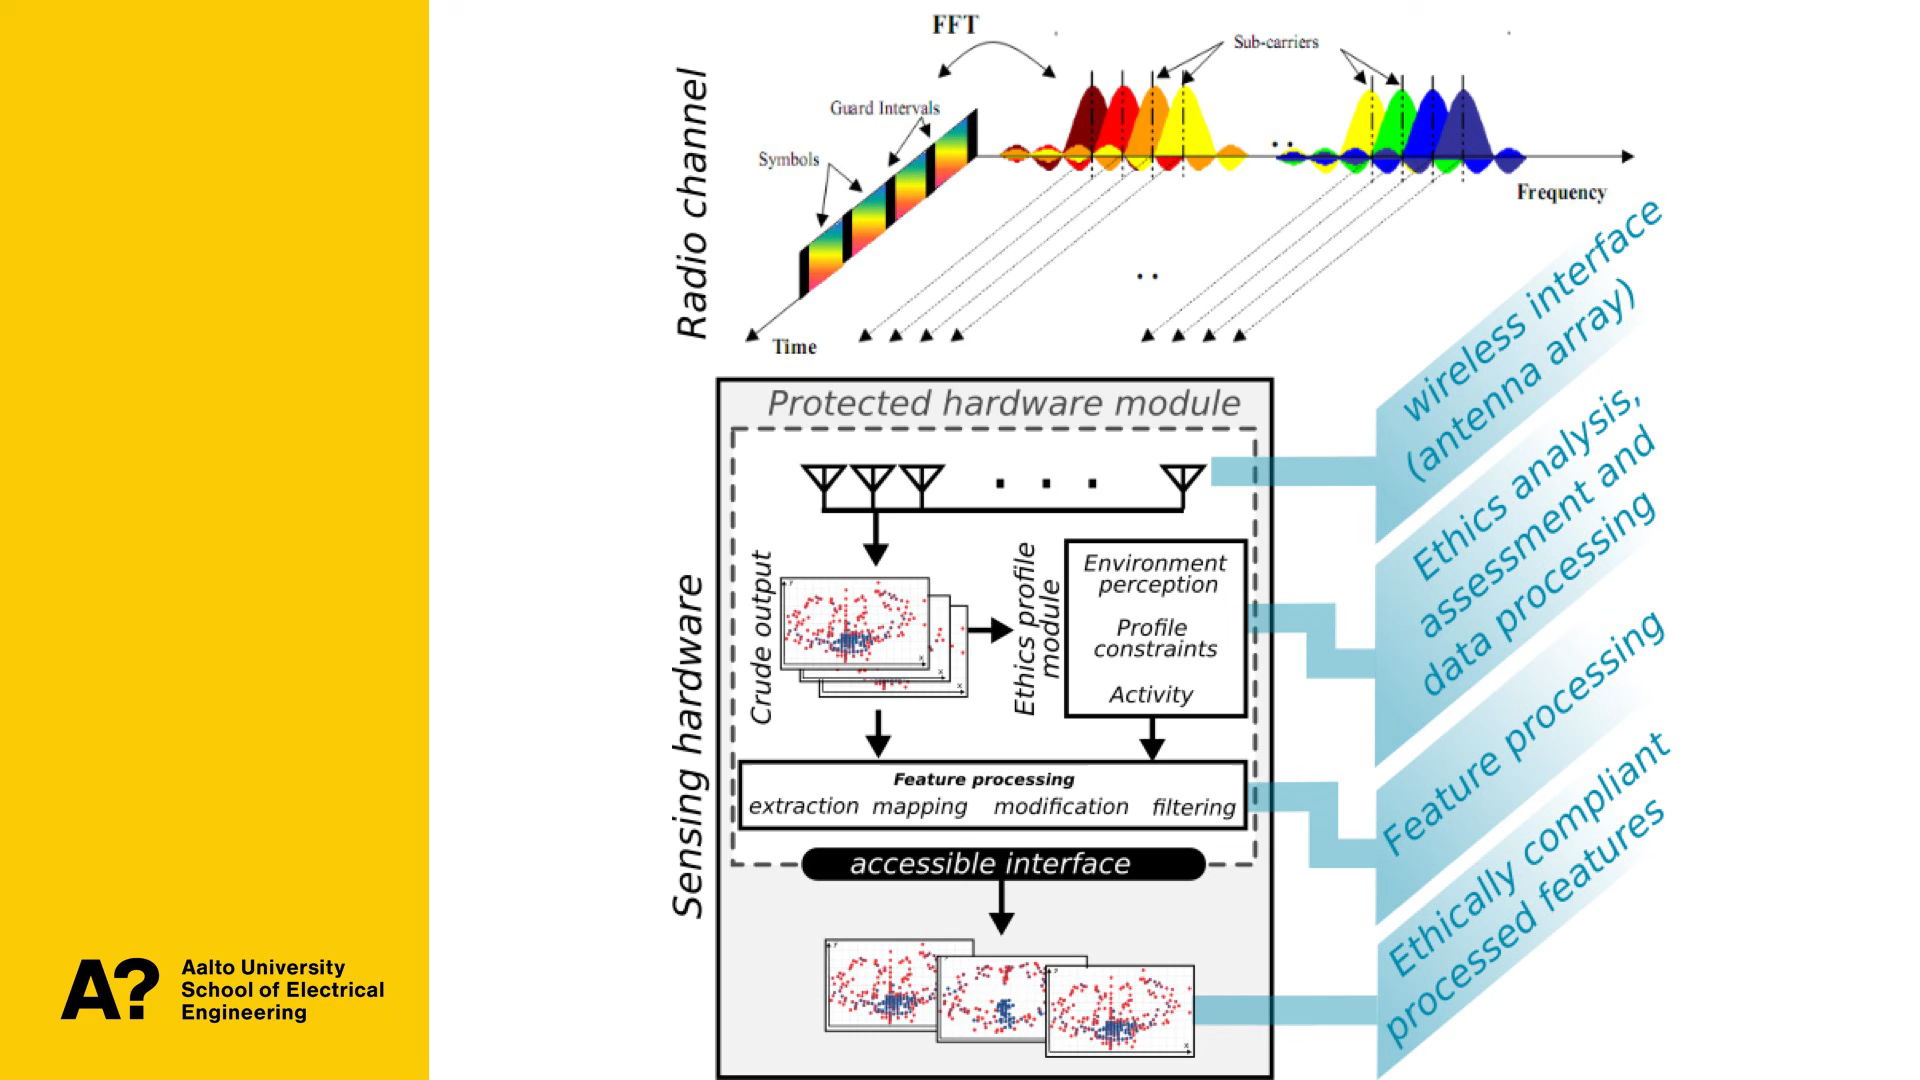 FFT
Sub-carriers
Guard Intervals
Symbols
Frequency
Time
Radio channel
Protected hardware module
Crude output
Ethics profile
module
Environment
perception
Profile
constraints
Activity
Feature processing
extraction mapping modification filtering
accessible interface
Sensing hardware
wireless interface
(antenna array)
Ethics analysis,
assessment and
data processing
Feature processing
Ethically compliant
processed features
A?
Aalto University
School of Electrical
Engineering